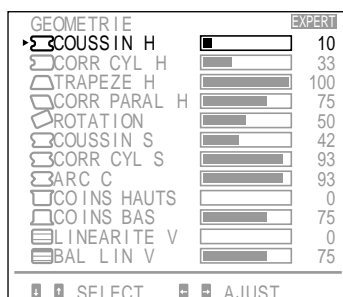 GEOMETRIE EXPERT
COUSSIN H 10
CORR CYL H 33
TRAPEZE H 100
CORR PARAL H 75
ROTATION 50
COUSSIN S 42
CORR CYL S 93
ARC C 93
COINS HAUTS 0
COINS BAS 75
LINEARITE V 0
BAL LIN V 75
SELECT AJUST